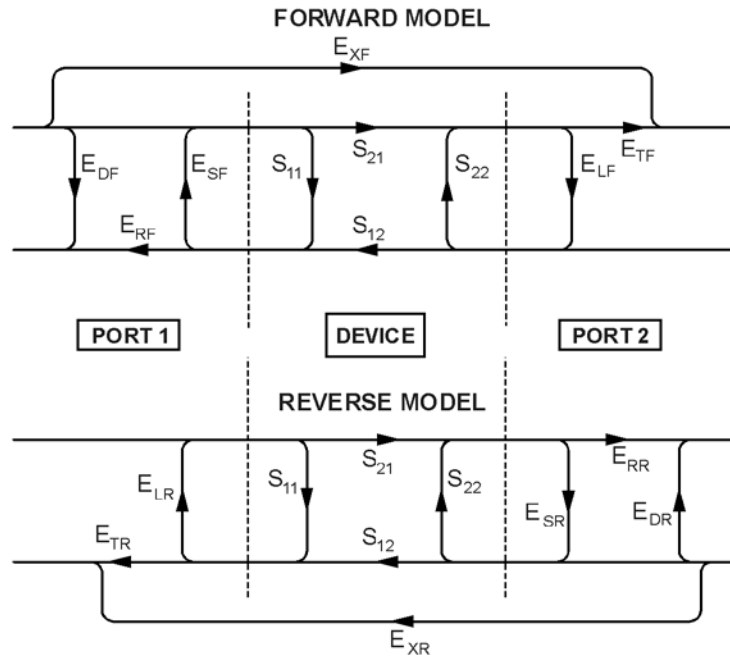 FORWARD MODEL
E_XF
E_DF
E_SF
S_11
S_21
S_22
E_LF
E_TF
E_RF
S_12
PORT 1
DEVICE
PORT 2
REVERSE MODEL
S_21
E_RR
E_LR
S_11
S_22
E_SR
E_DR
E_TR
S_12
E_XR